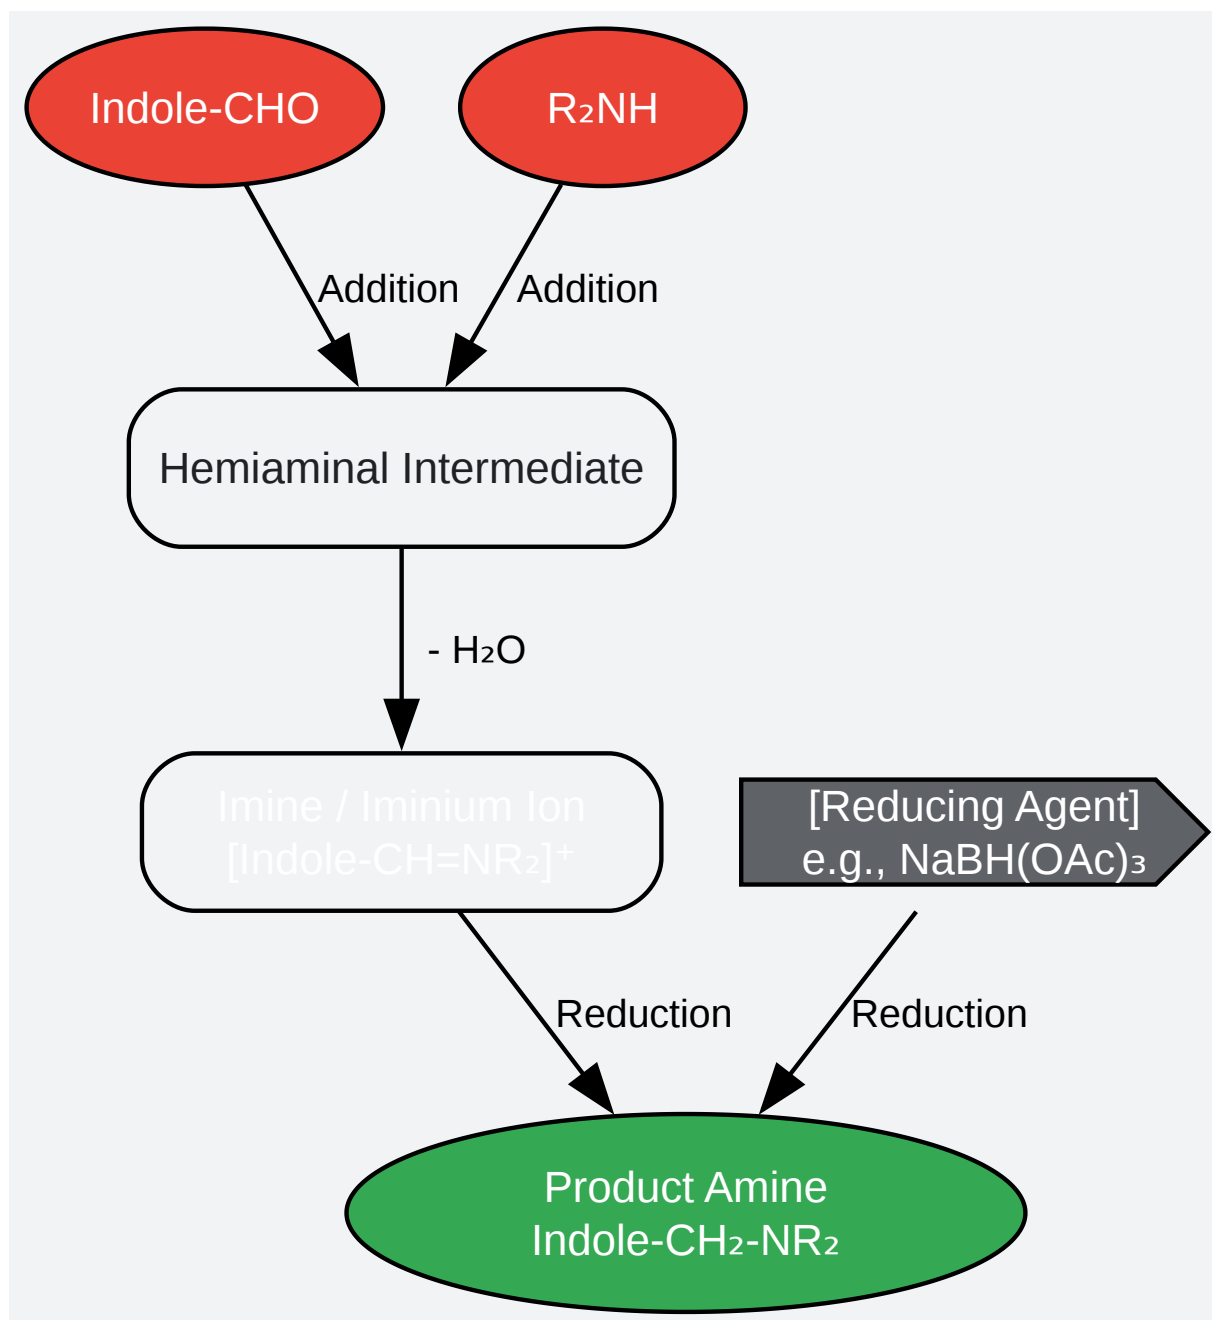 Indole-CHO
R₂NH
Addition
Addition
Hemiaminal Intermediate
- H₂O
Imine / Iminium Ion
[Indole-CH=NR₂]⁺
[Reducing Agent]
e.g., NaBH(OAc)₃
Reduction
Reduction
Product Amine
Indole-CH₂-NR₂